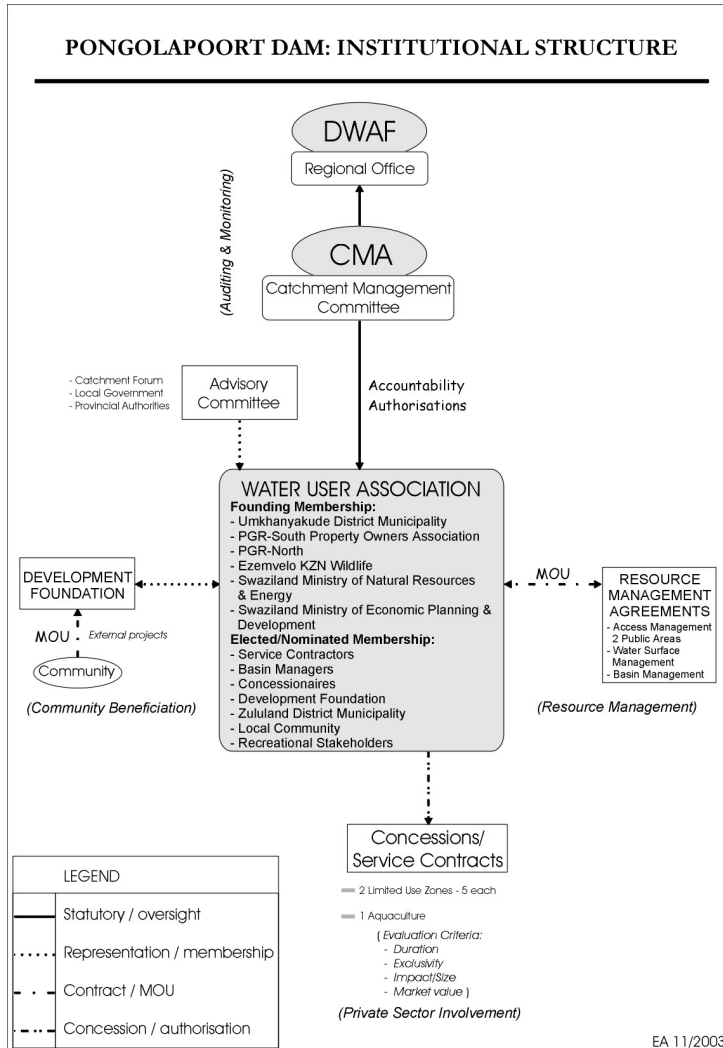 PONGOLAPOORT DAM: INSTITUTIONAL STRUCTURE
DWAF
Regional Office
(Auditing & Monitoring)
CMA
Catchment Management
Committee
- Catchment Forum
- Local Government
- Provincial Authorities
Advisory
Committee
Accountability
Authorisations
WATER USER ASSOCIATION
Founding Membership:
- Umkhanyakude District Municipality
- PGR-South Property Owners Association
- PGR-North
- Ezemvelo KZN Wildlife
- Swaziland Ministry of Natural Resources
& Energy
- Swaziland Ministry of Economic Planning &
Development
Elected/Nominated Membership:
- Service Contractors
- Basin Managers
- Concessionaires
- Development Foundation
- Zululand District Municipality
- Local Community
- Recreational Stakeholders
DEVELOPMENT
FOUNDATION
MOU
External projects
Community
(Community Beneficiation)
MOU
RESOURCE
MANAGEMENT
AGREEMENTS
- Access Management
2 Public Areas
- Water Surface
Management
- Basin Management
(Resource Management)
Concessions/
Service Contracts
2 Limited Use Zones - 5 each
1 Aquaculture
( Evaluation Criteria:
- Duration
- Exclusivity
- Impact/Size
- Market value )
(Private Sector Involvement)
LEGEND
Statutory / oversight
Representation / membership
Contract / MOU
Concession / authorisation
EA 11/2003